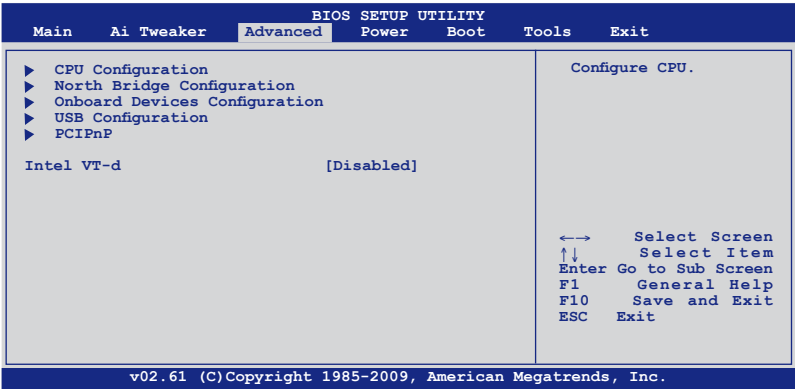 BIOS SETUP UTILITY
Main Ai Tweaker Advanced Power Boot Tools Exit
CPU Configuration
North Bridge Configuration
Onboard Devices Configuration
USB Configuration
PCIPnP
Intel VT-d [Disabled]
Configure CPU.
←→ Select Screen
↑↓ Select Item
Enter Go to Sub Screen
F1 General Help
F10 Save and Exit
ESC Exit
v02.61 (C)Copyright 1985-2009, American Megatrends, Inc.